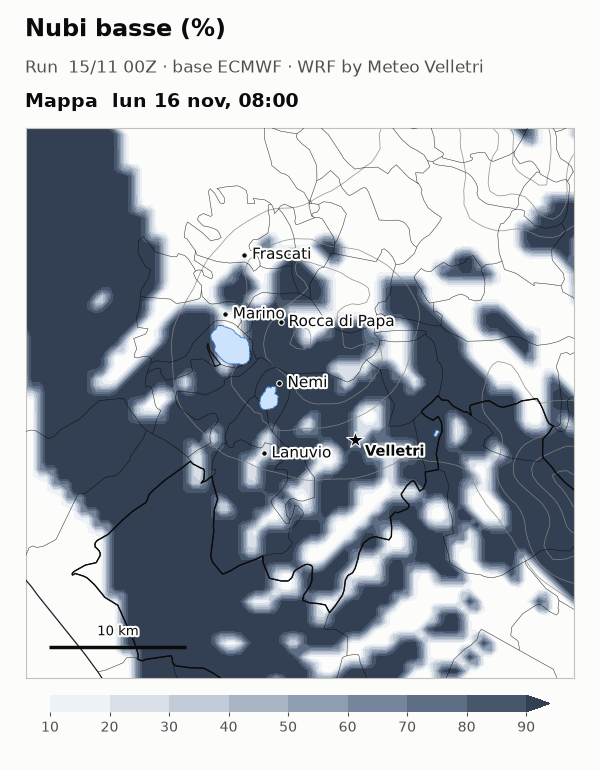 Nubi basse (%)
Run  15/11 00Z · base ECMWF · WRF by Meteo Velletri
Mappa  lun 16 nov, 08:00
Frascati
Marino
Rocca di Papa
Nemi
Velletri
Lanuvio
10 km
10 20 30 40 50 60 70 80 90